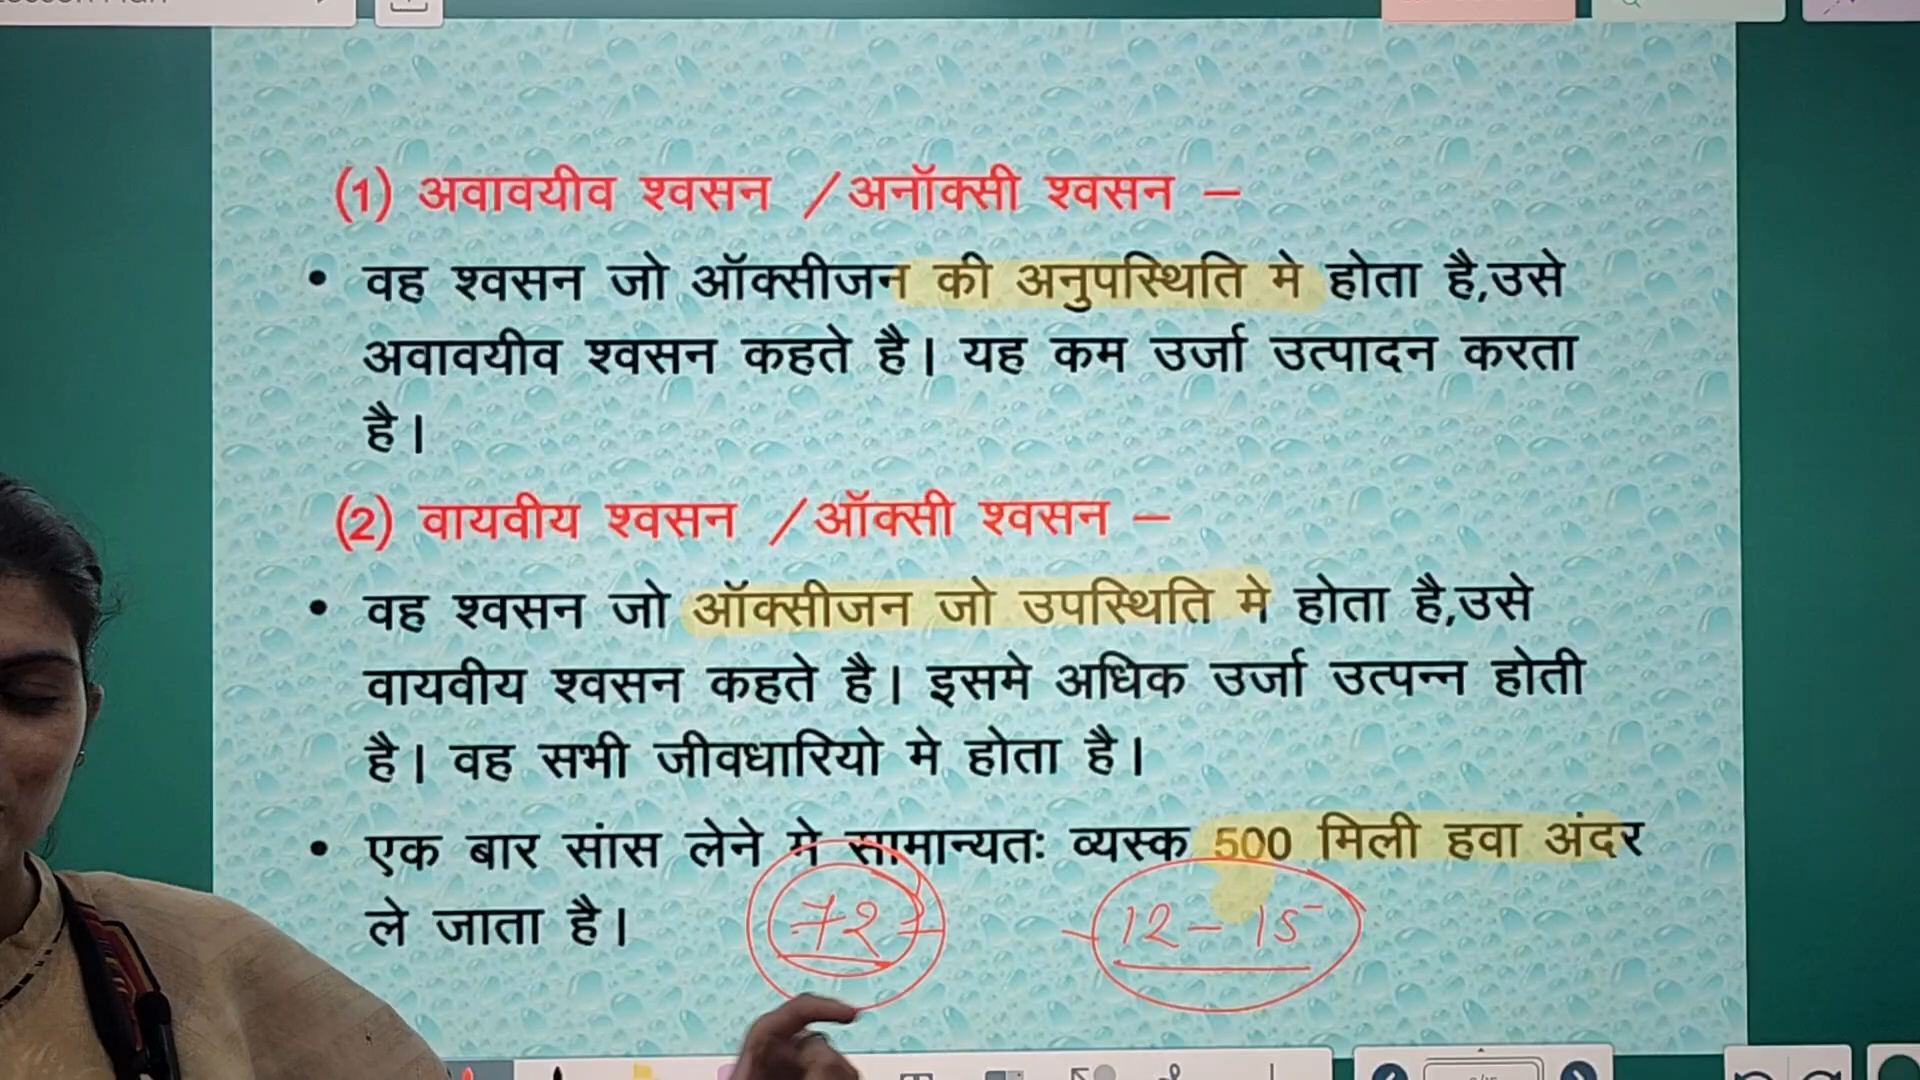 (1) अवावयीव श्वसन /अनॉक्सी श्वसन –
• वह श्वसन जो ऑक्सीजन की अनुपस्थिति मे होता है,उसे
अवावयीव श्वसन कहते है। यह कम उर्जा उत्पादन करता
है।
(2) वायवीय श्वसन /ऑक्सी श्वसन –
• वह श्वसन जो ऑक्सीजन जो उपस्थिति मे होता है,उसे
वायवीय श्वसन कहते है। इसमे अधिक उर्जा उत्पन्न होती
है। वह सभी जीवधारियो मे होता है।
• एक बार सांस लेने मे सामान्यतः व्यस्क 500 मिली हवा अंदर
ले जाता है।
72
12-15